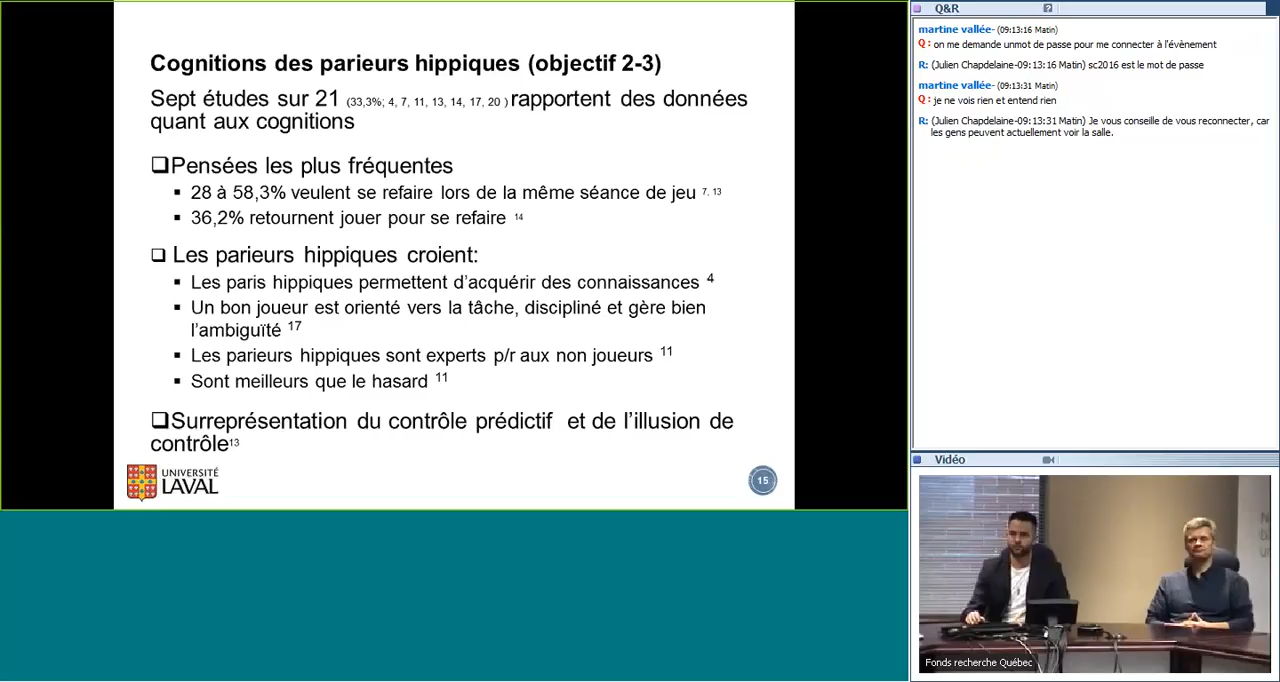 Cognitions des parieurs hippiques (objectif 2-3)
Sept études sur 21 (33,3%; 4, 7, 11, 13, 14, 17, 20 ) rapportent des données
quant aux cognitions
❑Pensées les plus fréquentes
▪ 28 à 58,3% veulent se refaire lors de la même séance de jeu 7, 13
▪ 36,2% retournent jouer pour se refaire 14
❑ Les parieurs hippiques croient:
▪ Les paris hippiques permettent d’acquérir des connaissances 4
▪ Un bon joueur est orienté vers la tâche, discipliné et gère bien
l’ambiguïté 17
▪ Les parieurs hippiques sont experts p/r aux non joueurs 11
▪ Sont meilleurs que le hasard 11
❑Surreprésentation du contrôle prédictif et de l’illusion de
contrôle13
UNIVERSITÉ
LAVAL
15
Q&R
martine vallée- (09:13:16 Matin)
Q : on me demande unmot de passe pour me connecter à l'évènement
R: (Julien Chapdelaine-09:13:16 Matin) sc2016 est le mot de passe
martine vallée- (09:13:31 Matin)
Q : je ne vois rien et entend rien
R: (Julien Chapdelaine-09:13:31 Matin) Je vous conseille de vous reconnecter, car
les gens peuvent actuellement voir la salle.
Vidéo
Fonds recherche Québec